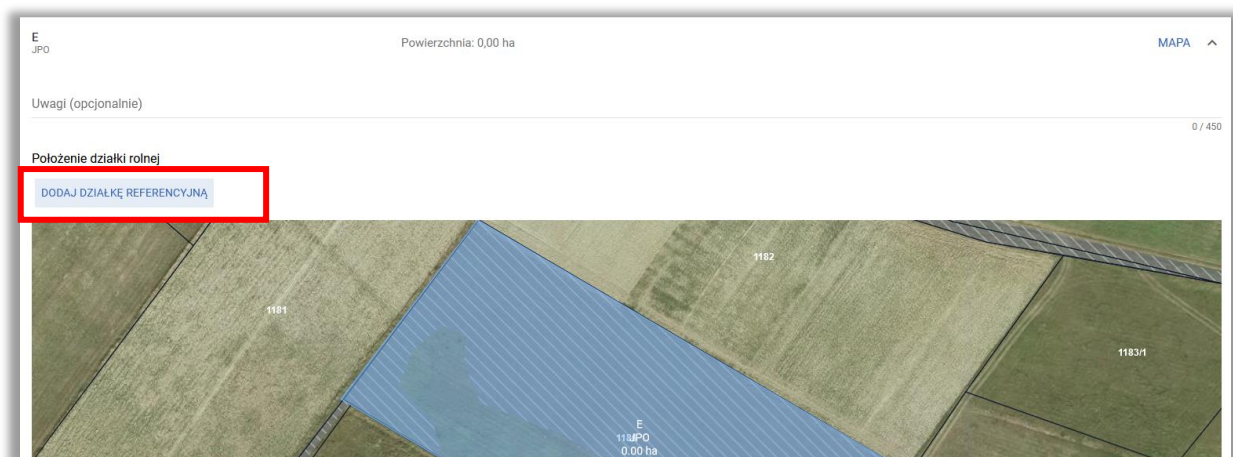 E
JPO
Powierzchnia: 0,00 ha
MAPA
Uwagi (opcjonalnie)
0 / 450
Położenie działki rolnej
DODAJ DZIAŁKĘ REFERENCYJNĄ
1182
1181
1183/1
E
JPO
0.00 ha